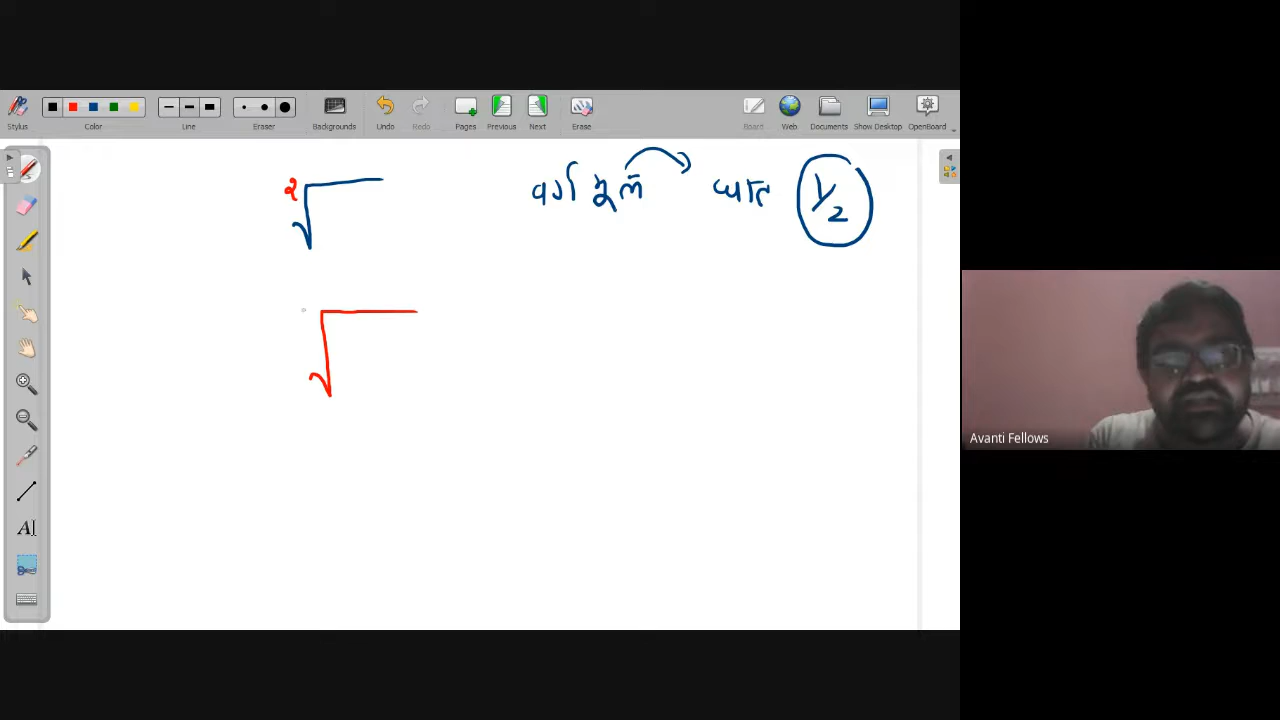 Stylus Color Line Eraser Backgrounds Undo Redo Pages Previous Next Erase Board Web Documents Show Desktop OpenBoard
२√ वर्ग मूल घात 1/2
√
Avanti Fellows